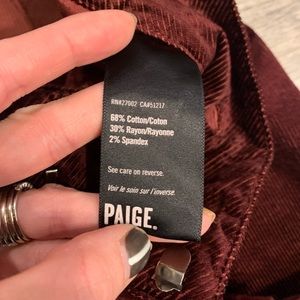 RN#27002 CA#51217
68% Cotton/Coton
30% Rayon/Rayonne
2% Spandex
See care on reverse.
Voir le soin sur l'inverse.
PAIGE.